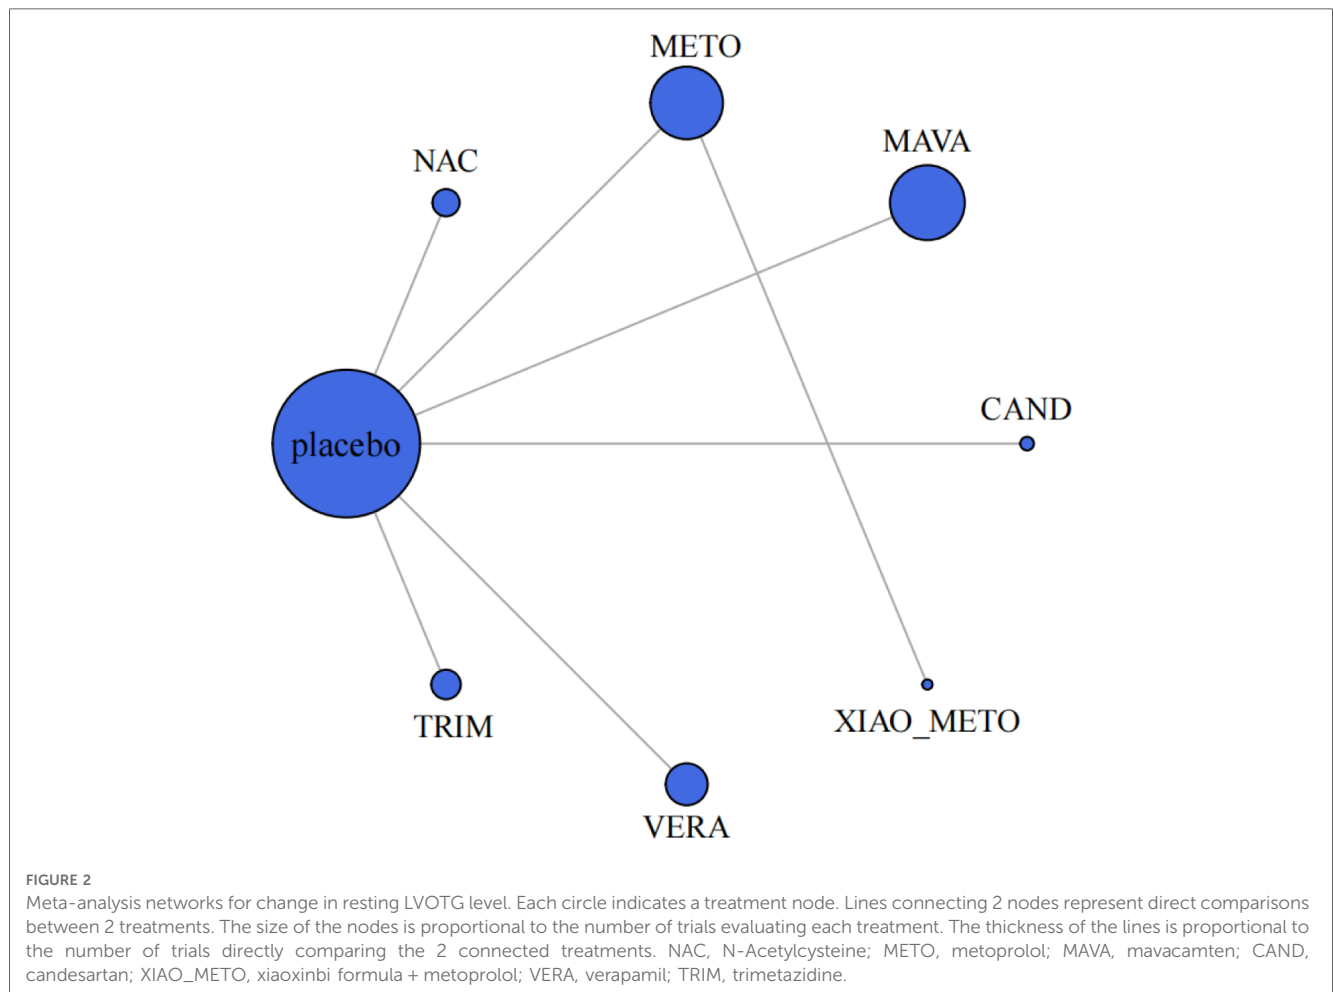 METO
MAVA
NAC
CAND
placebo
XIAO_METO
TRIM
VERA
FIGURE 2
Meta-analysis networks for change in resting LVOTG level. Each circle indicates a treatment node. Lines connecting 2 nodes represent direct comparisons
between 2 treatments. The size of the nodes is proportional to the number of trials evaluating each treatment. The thickness of the lines is proportional to
the number of trials directly comparing the 2 connected treatments. NAC, N-Acetylcysteine; METO, metoprolol; MAVA, mavacamten; CAND,
candesartan; XIAO_METO, xiaoxinbi formula + metoprolol; VERA, verapamil; TRIM, trimetazidine.